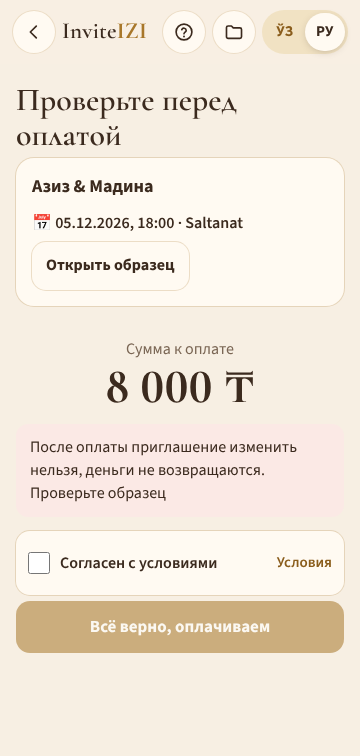 InviteIZI
ЎЗ
РУ
Проверьте перед
оплатой
Азиз & Мадина
📅 05.12.2026, 18:00 · Saltanat
Открыть образец
Сумма к оплате
8 000 ₸
После оплаты приглашение изменить
нельзя, деньги не возвращаются.
Проверьте образец
Согласен с условиями
Условия
Всё верно, оплачиваем